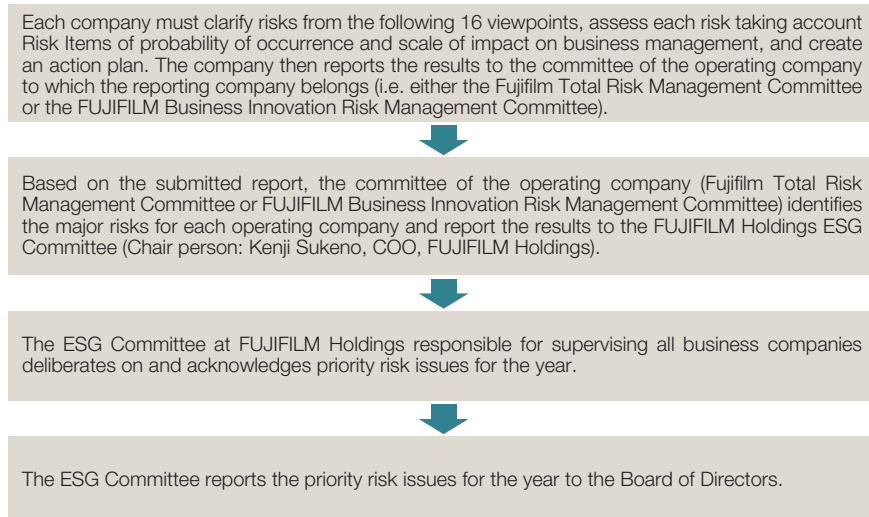 Each company must clarify risks from the following 16 viewpoints, assess each risk taking account
Risk Items of probability of occurrence and scale of impact on business management, and create
an action plan. The company then reports the results to the committee of the operating company
to which the reporting company belongs (i.e. either the Fujifilm Total Risk Management Committee
or the FUJIFILM Business Innovation Risk Management Committee).
Based on the submitted report, the committee of the operating company (Fujifilm Total Risk
Management Committee or FUJIFILM Business Innovation Risk Management Committee) identifies
the major risks for each operating company and report the results to the FUJIFILM Holdings ESG
Committee (Chair person: Kenji Sukeno, COO, FUJIFILM Holdings).
The ESG Committee at FUJIFILM Holdings responsible for supervising all business companies
deliberates on and acknowledges priority risk issues for the year.
The ESG Committee reports the priority risk issues for the year to the Board of Directors.